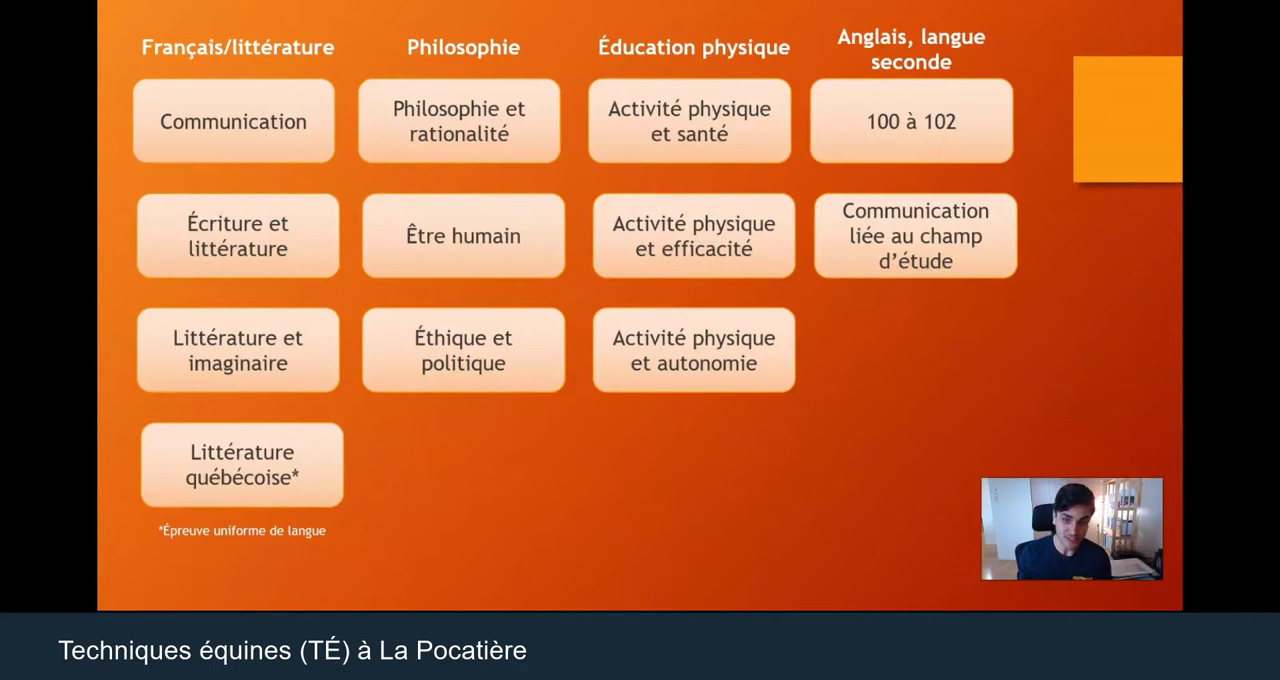 Français/littérature
Philosophie
Éducation physique
Anglais, langue
seconde
Communication
Philosophie et
rationalité
Activité physique
et santé
100 à 102
Écriture et
littérature
Être humain
Activité physique
et efficacité
Communication
liée au champ
d’étude
Littérature et
imaginaire
Éthique et
politique
Activité physique
et autonomie
Littérature
québécoise*
*Épreuve uniforme de langue
Techniques équines (TÉ) à La Pocatière